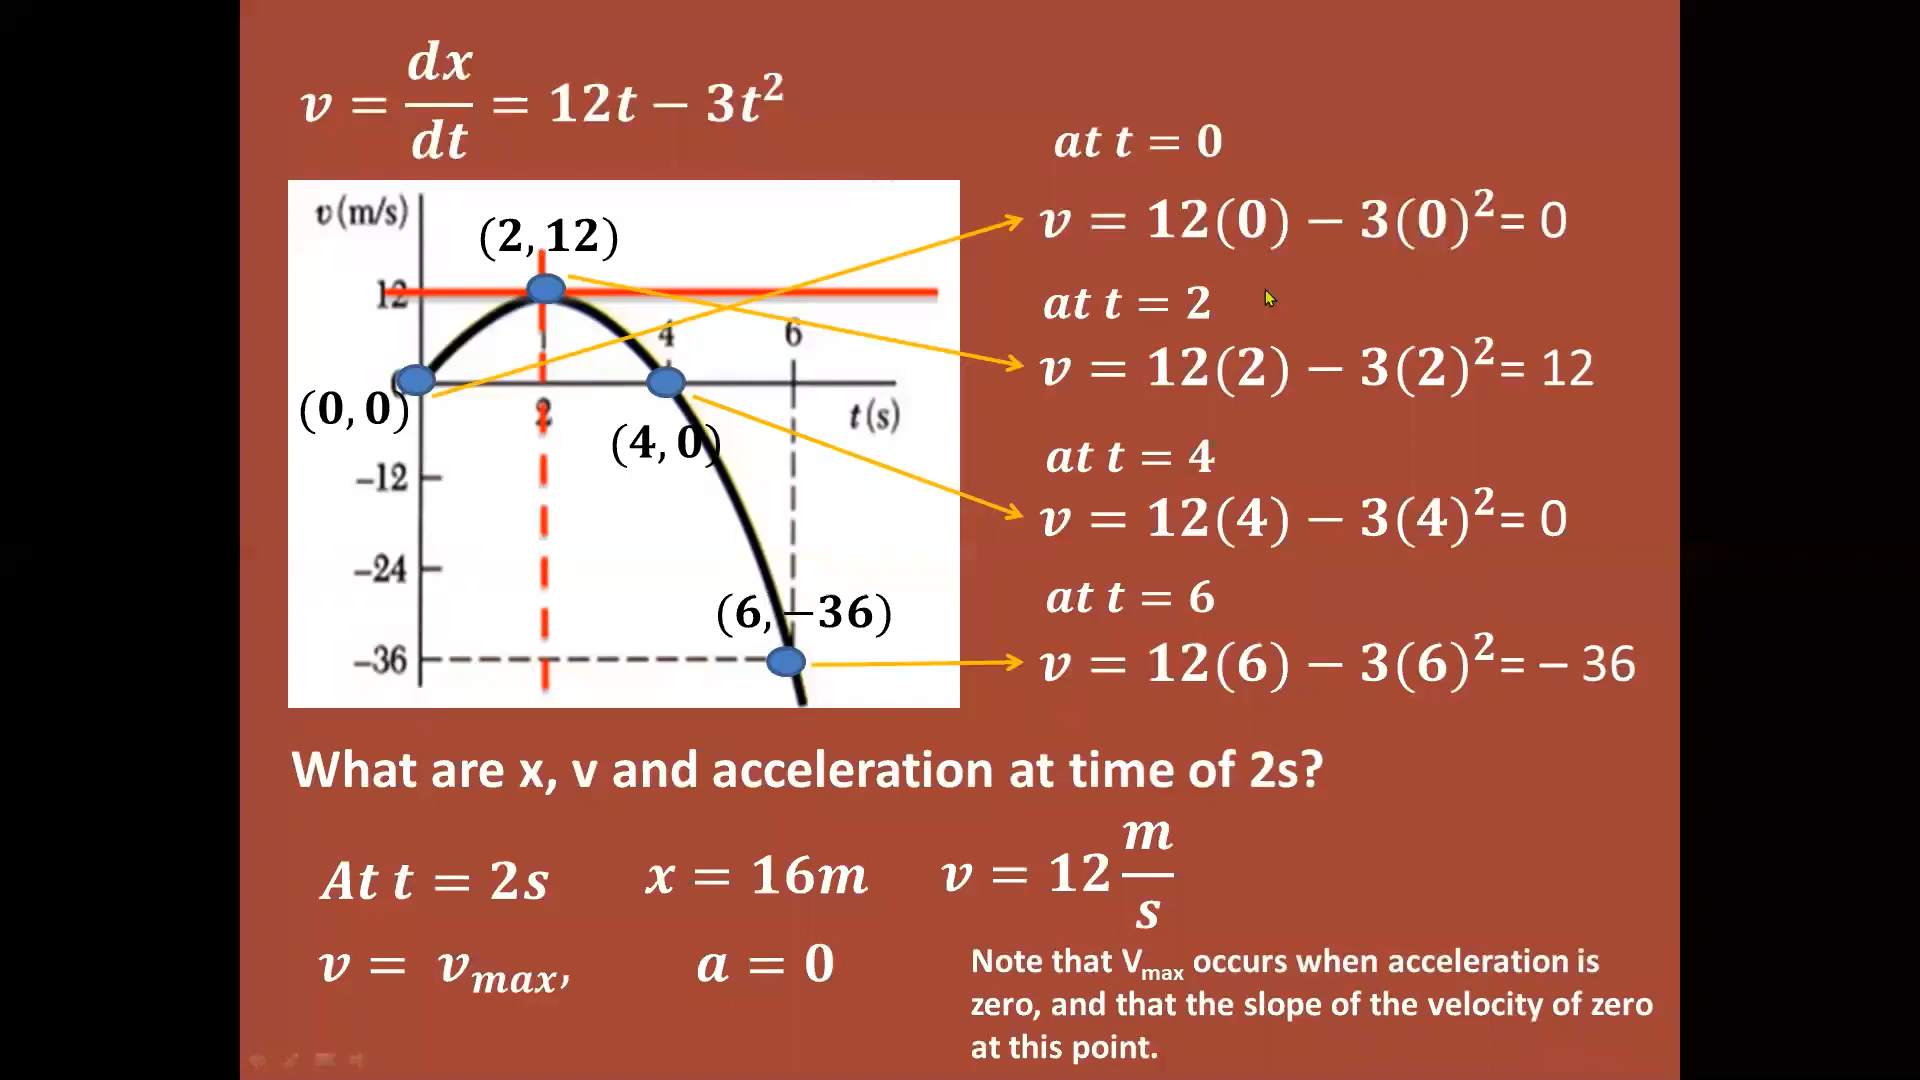 v = dx/dt = 12t − 3t²
v (m/s)
(2, 12)
12
4
6
0
(0, 0)
2
t (s)
(4, 0)
−12
−24
(6, −36)
−36
at t = 0
v = 12(0) − 3(0)²= 0
at t = 2
v = 12(2) − 3(2)²= 12
at t = 4
v = 12(4) − 3(4)²= 0
at t = 6
v = 12(6) − 3(6)²= – 36
What are x, v and acceleration at time of 2s?
At t = 2s x = 16m v = 12 m/s
v = vmax, a = 0
Note that Vmax occurs when acceleration is
zero, and that the slope of the velocity of zero
at this point.